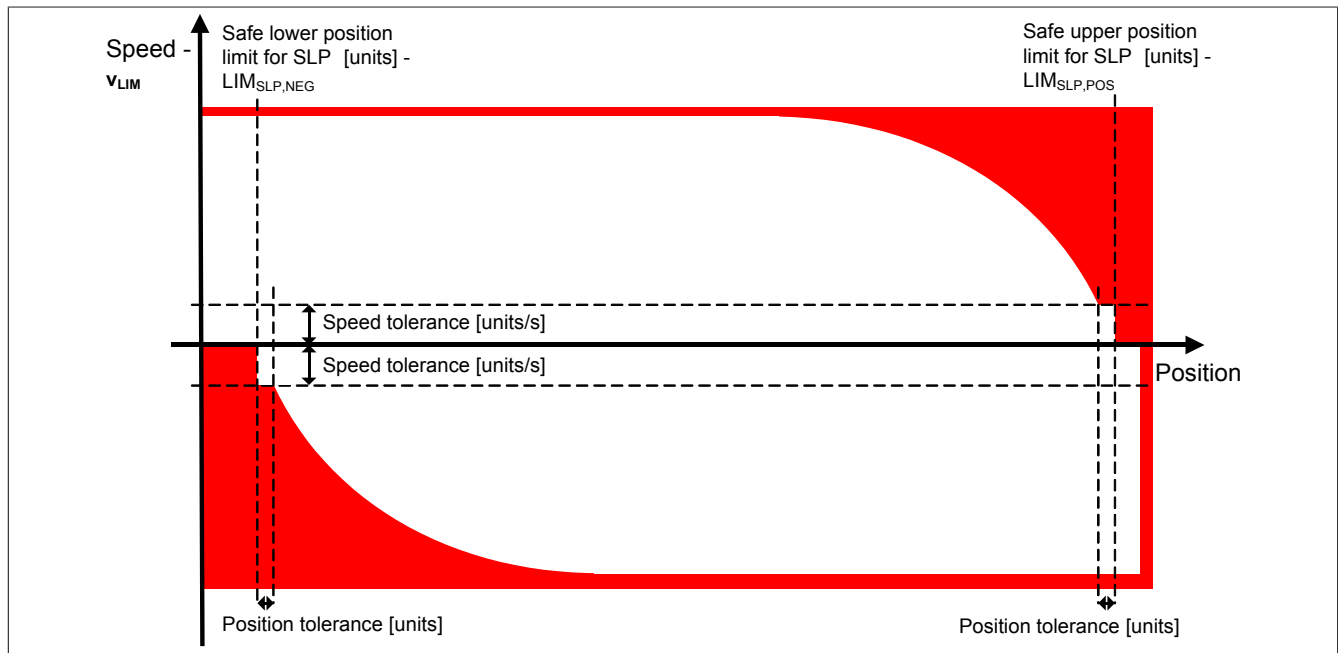 Speed -
vLIM
Safe lower position
limit for SLP [units] -
LIMSLP,NEG
Safe upper position
limit for SLP [units] -
LIMSLP,POS
Speed tolerance [units/s]
Speed tolerance [units/s]
Position
Position tolerance [units]
Position tolerance [units]